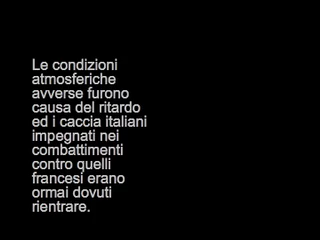 Le condizioni
atmosferiche
avverse furono
causa del ritardo
ed i caccia italiani
impegnati nei
combattimenti
contro quelli
francesi erano
ormai dovuti
rientrare.